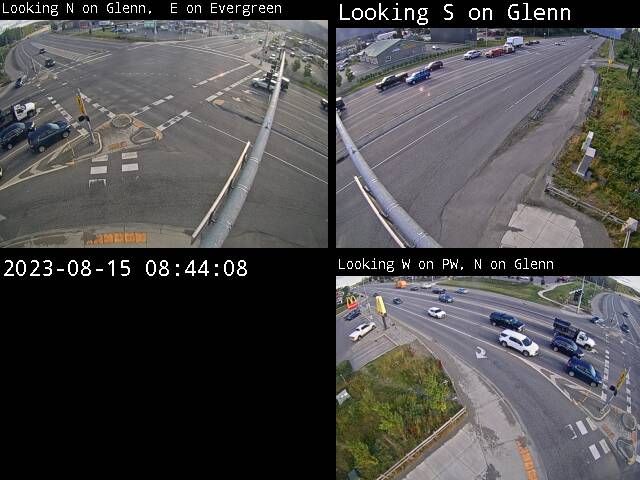 Looking N on Glenn,  E on Evergreen
Looking S on Glenn
2023-08-15 08:44:08
Looking W on PW, N on Glenn